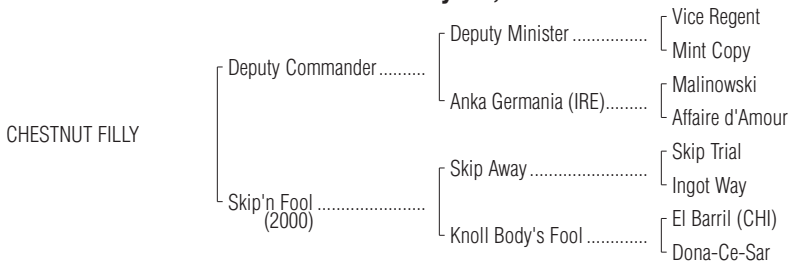 Vice Regent
Deputy Minister ................
Mint Copy
Deputy Commander ..........
Malinowski
Anka Germania (IRE).........
Affaire d'Amour
CHESTNUT FILLY
Skip Trial
Skip Away .........................
Ingot Way
Skip'n Fool .......................
(2000)
El Barril (CHI)
Knoll Body's Fool .............
Dona-Ce-Sar